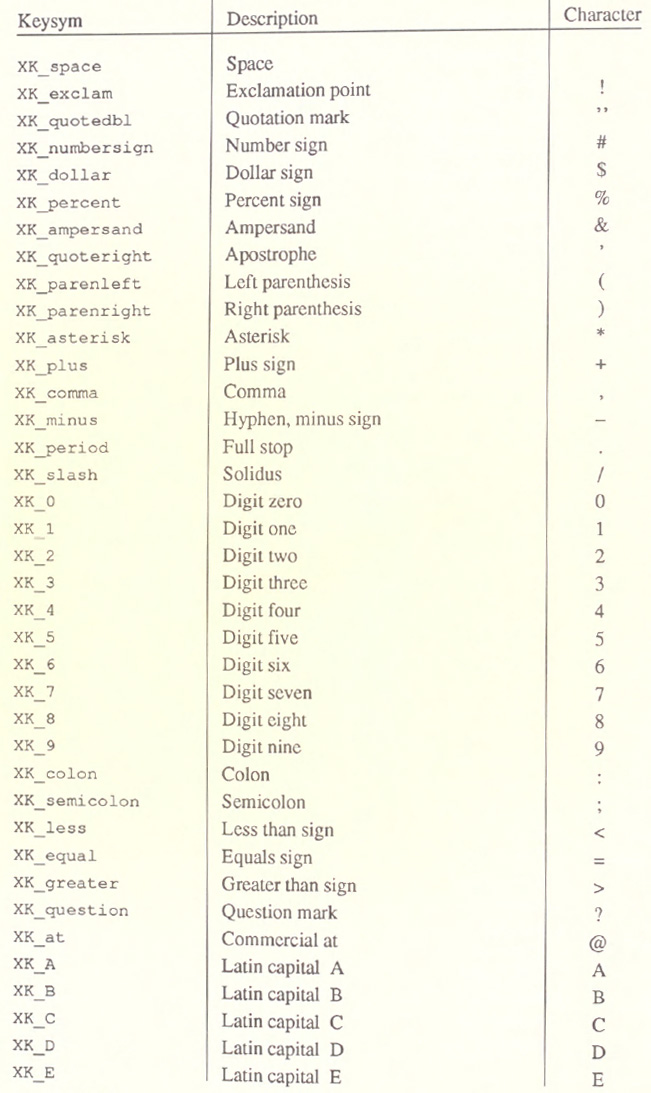 Keysym Description Character
XK_space Space
XK_exclam Exclamation point !
XK_quotedbl Quotation mark ’’
XK_numbersign Number sign #
XK_dollar Dollar sign $
XK_percent Percent sign %
XK_ampersand Ampersand &
XK_quoteright Apostrophe ’
XK_parenleft Left parenthesis (
XK_parenright Right parenthesis )
XK_asterisk Asterisk *
XK_plus Plus sign +
XK_comma Comma ,
XK_minus Hyphen, minus sign −
XK_period Full stop .
XK_slash Solidus /
XK_0 Digit zero 0
XK_1 Digit one 1
XK_2 Digit two 2
XK_3 Digit three 3
XK_4 Digit four 4
XK_5 Digit five 5
XK_6 Digit six 6
XK_7 Digit seven 7
XK_8 Digit eight 8
XK_9 Digit nine 9
XK_colon Colon :
XK_semicolon Semicolon ;
XK_less Less than sign <
XK_equal Equals sign =
XK_greater Greater than sign >
XK_question Question mark ?
XK_at Commercial at @
XK_A Latin capital A A
XK_B Latin capital B B
XK_C Latin capital C C
XK_D Latin capital D D
XK_E Latin capital E E